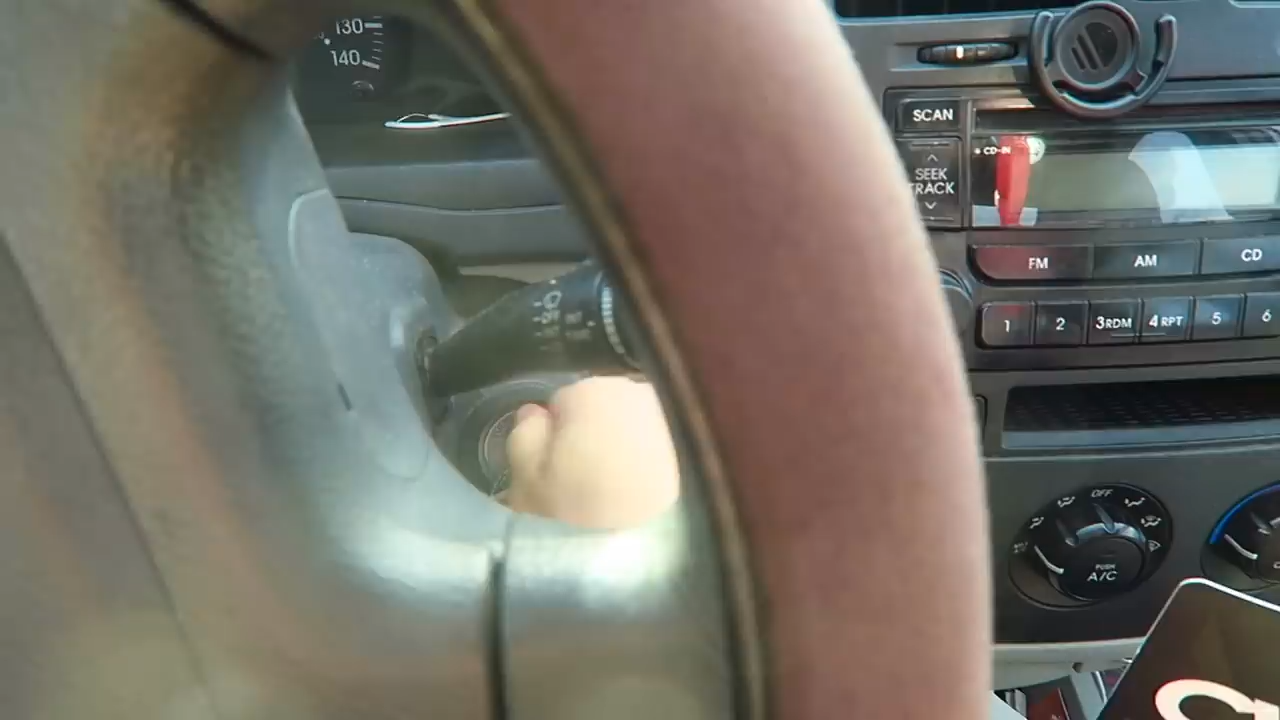 130
140
SCAN
CD-IN
SEEK
TRACK
FM
AM
CD
1
2
3RDM
4RPT
5
6
OFF
PUSH
A/C